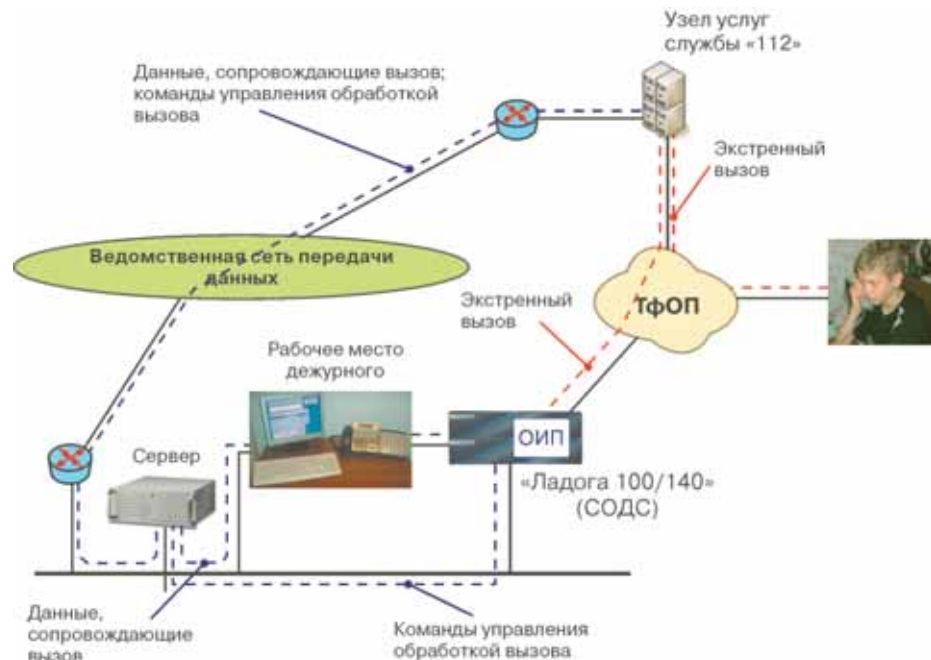 Узел услуг
службы «112»
Данные, сопровождающие вызов;
команды управления обработкой
вызова
Экстренный
вызов
Ведомственная сеть передачи
данных
Экстренный
вызов
ТфОП
Рабочее место
дежурного
Сервер
ОИП
«Ладога 100/140»
(СОДС)
Данные,
сопровождающие
вызов
Команды управления
обработкой вызова